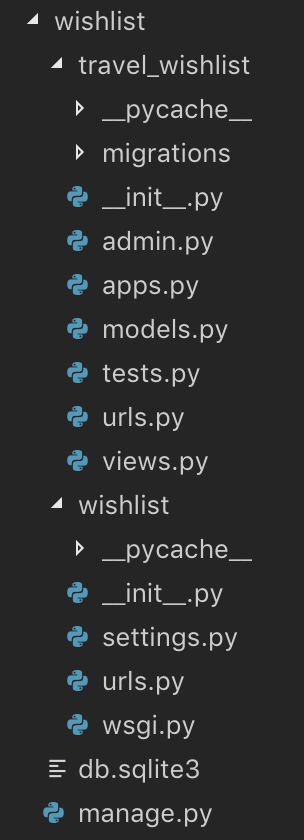 wishlist
travel_wishlist
__pycache__
migrations
__init__.py
admin.py
apps.py
models.py
tests.py
urls.py
views.py
wishlist
__pycache__
__init__.py
settings.py
urls.py
wsgi.py
db.sqlite3
manage.py